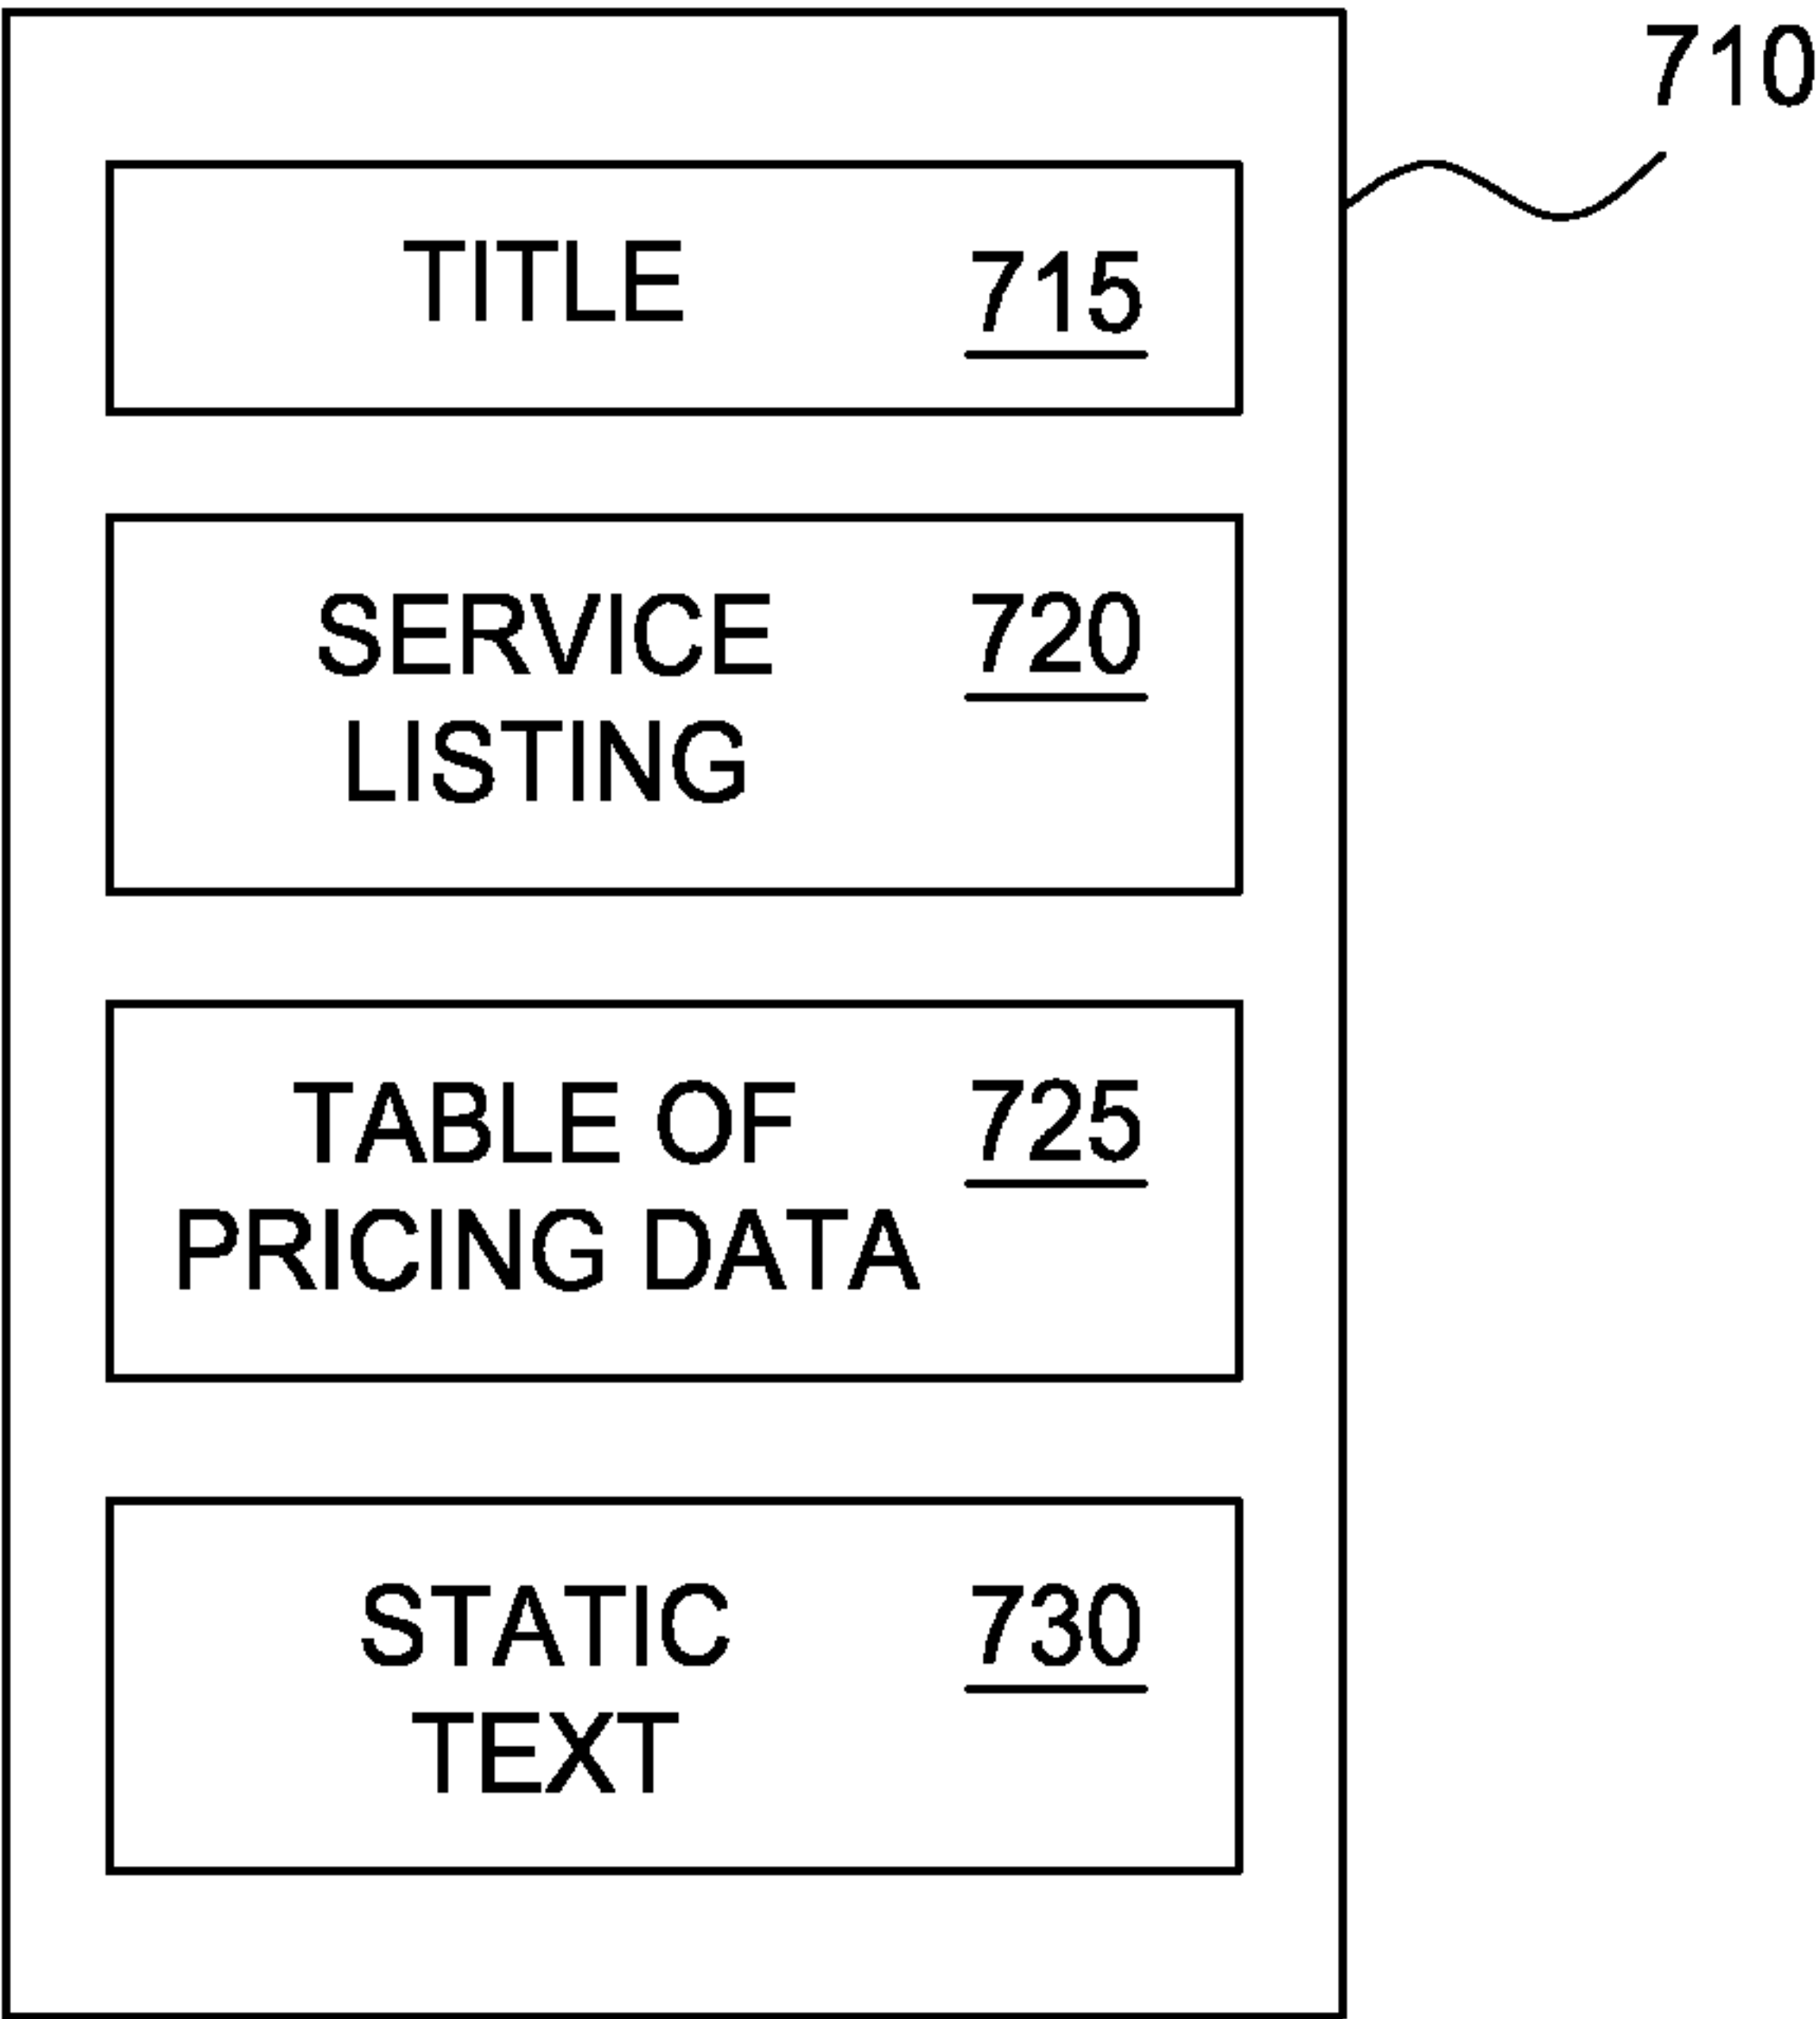 710
TITLE 715
SERVICE 720
LISTING
TABLE OF 725
PRICING DATA
STATIC 730
TEXT